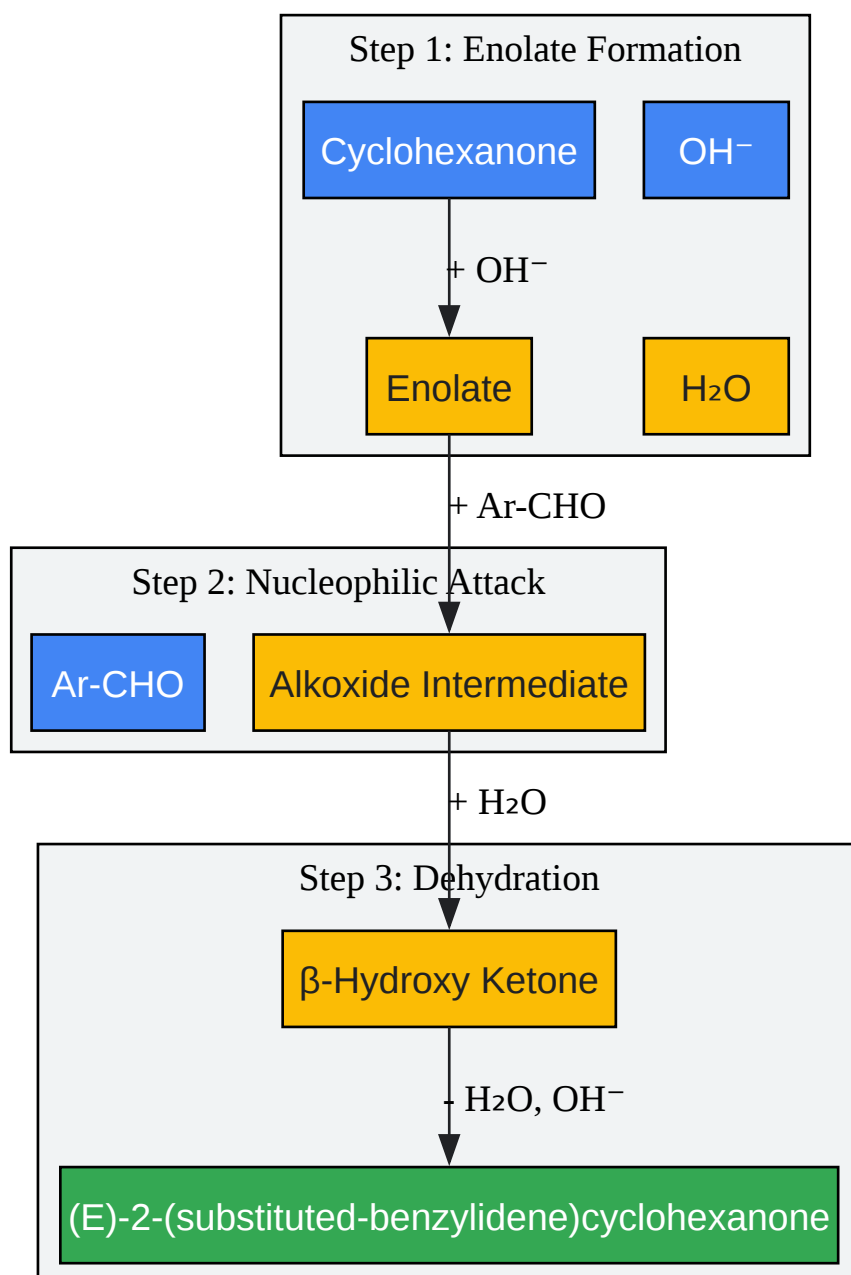 Step 1: Enolate Formation
Cyclohexanone
OH⁻
+ OH⁻
Enolate
H₂O
+ Ar-CHO
Step 2: Nucleophilic Attack
Ar-CHO
Alkoxide Intermediate
+ H₂O
Step 3: Dehydration
β-Hydroxy Ketone
- H₂O, OH⁻
(E)-2-(substituted-benzylidene)cyclohexanone